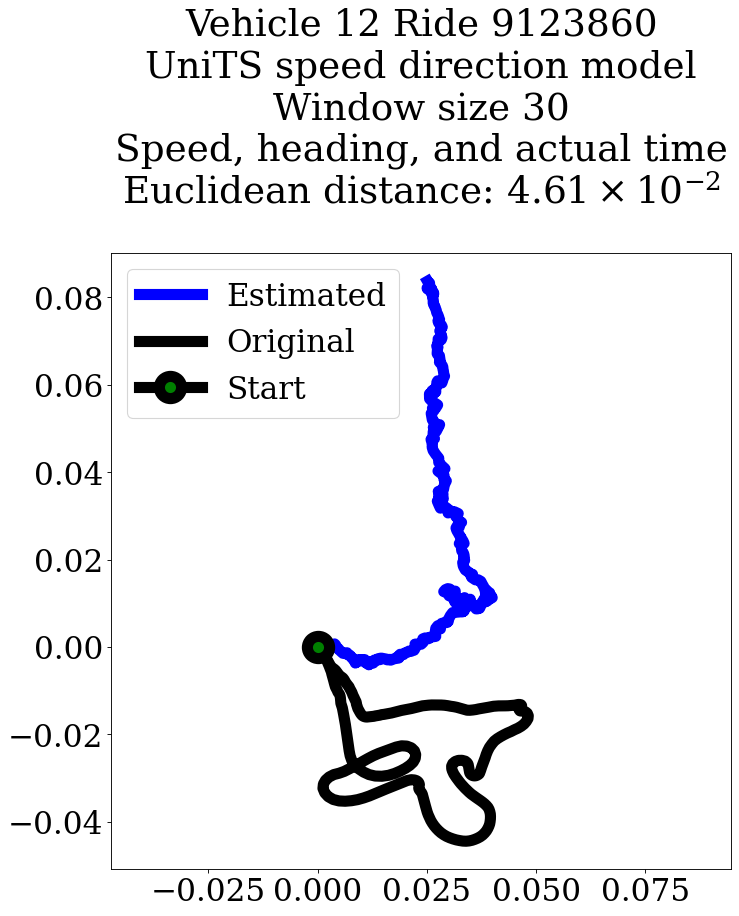 Vehicle 12 Ride 9123860
UniTS speed direction model
Window size 30
Speed, heading, and actual time
Euclidean distance: 4.61 × 10⁻²
Estimated
Original
Start
0.08
0.06
0.04
0.02
0.00
−0.02
−0.04
−0.025 0.000 0.025 0.050 0.075